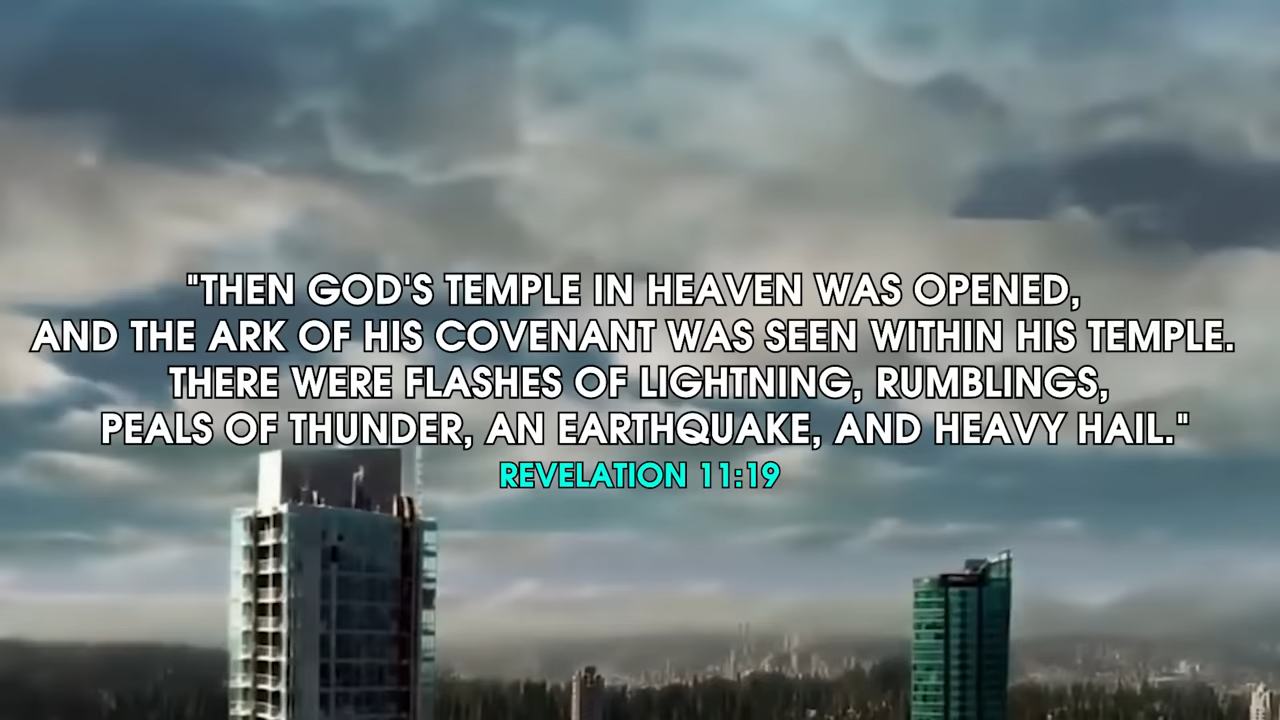 "THEN GOD'S TEMPLE IN HEAVEN WAS OPENED,
AND THE ARK OF HIS COVENANT WAS SEEN WITHIN HIS TEMPLE.
THERE WERE FLASHES OF LIGHTNING, RUMBLINGS,
PEALS OF THUNDER, AN EARTHQUAKE, AND HEAVY HAIL."
REVELATION 11:19